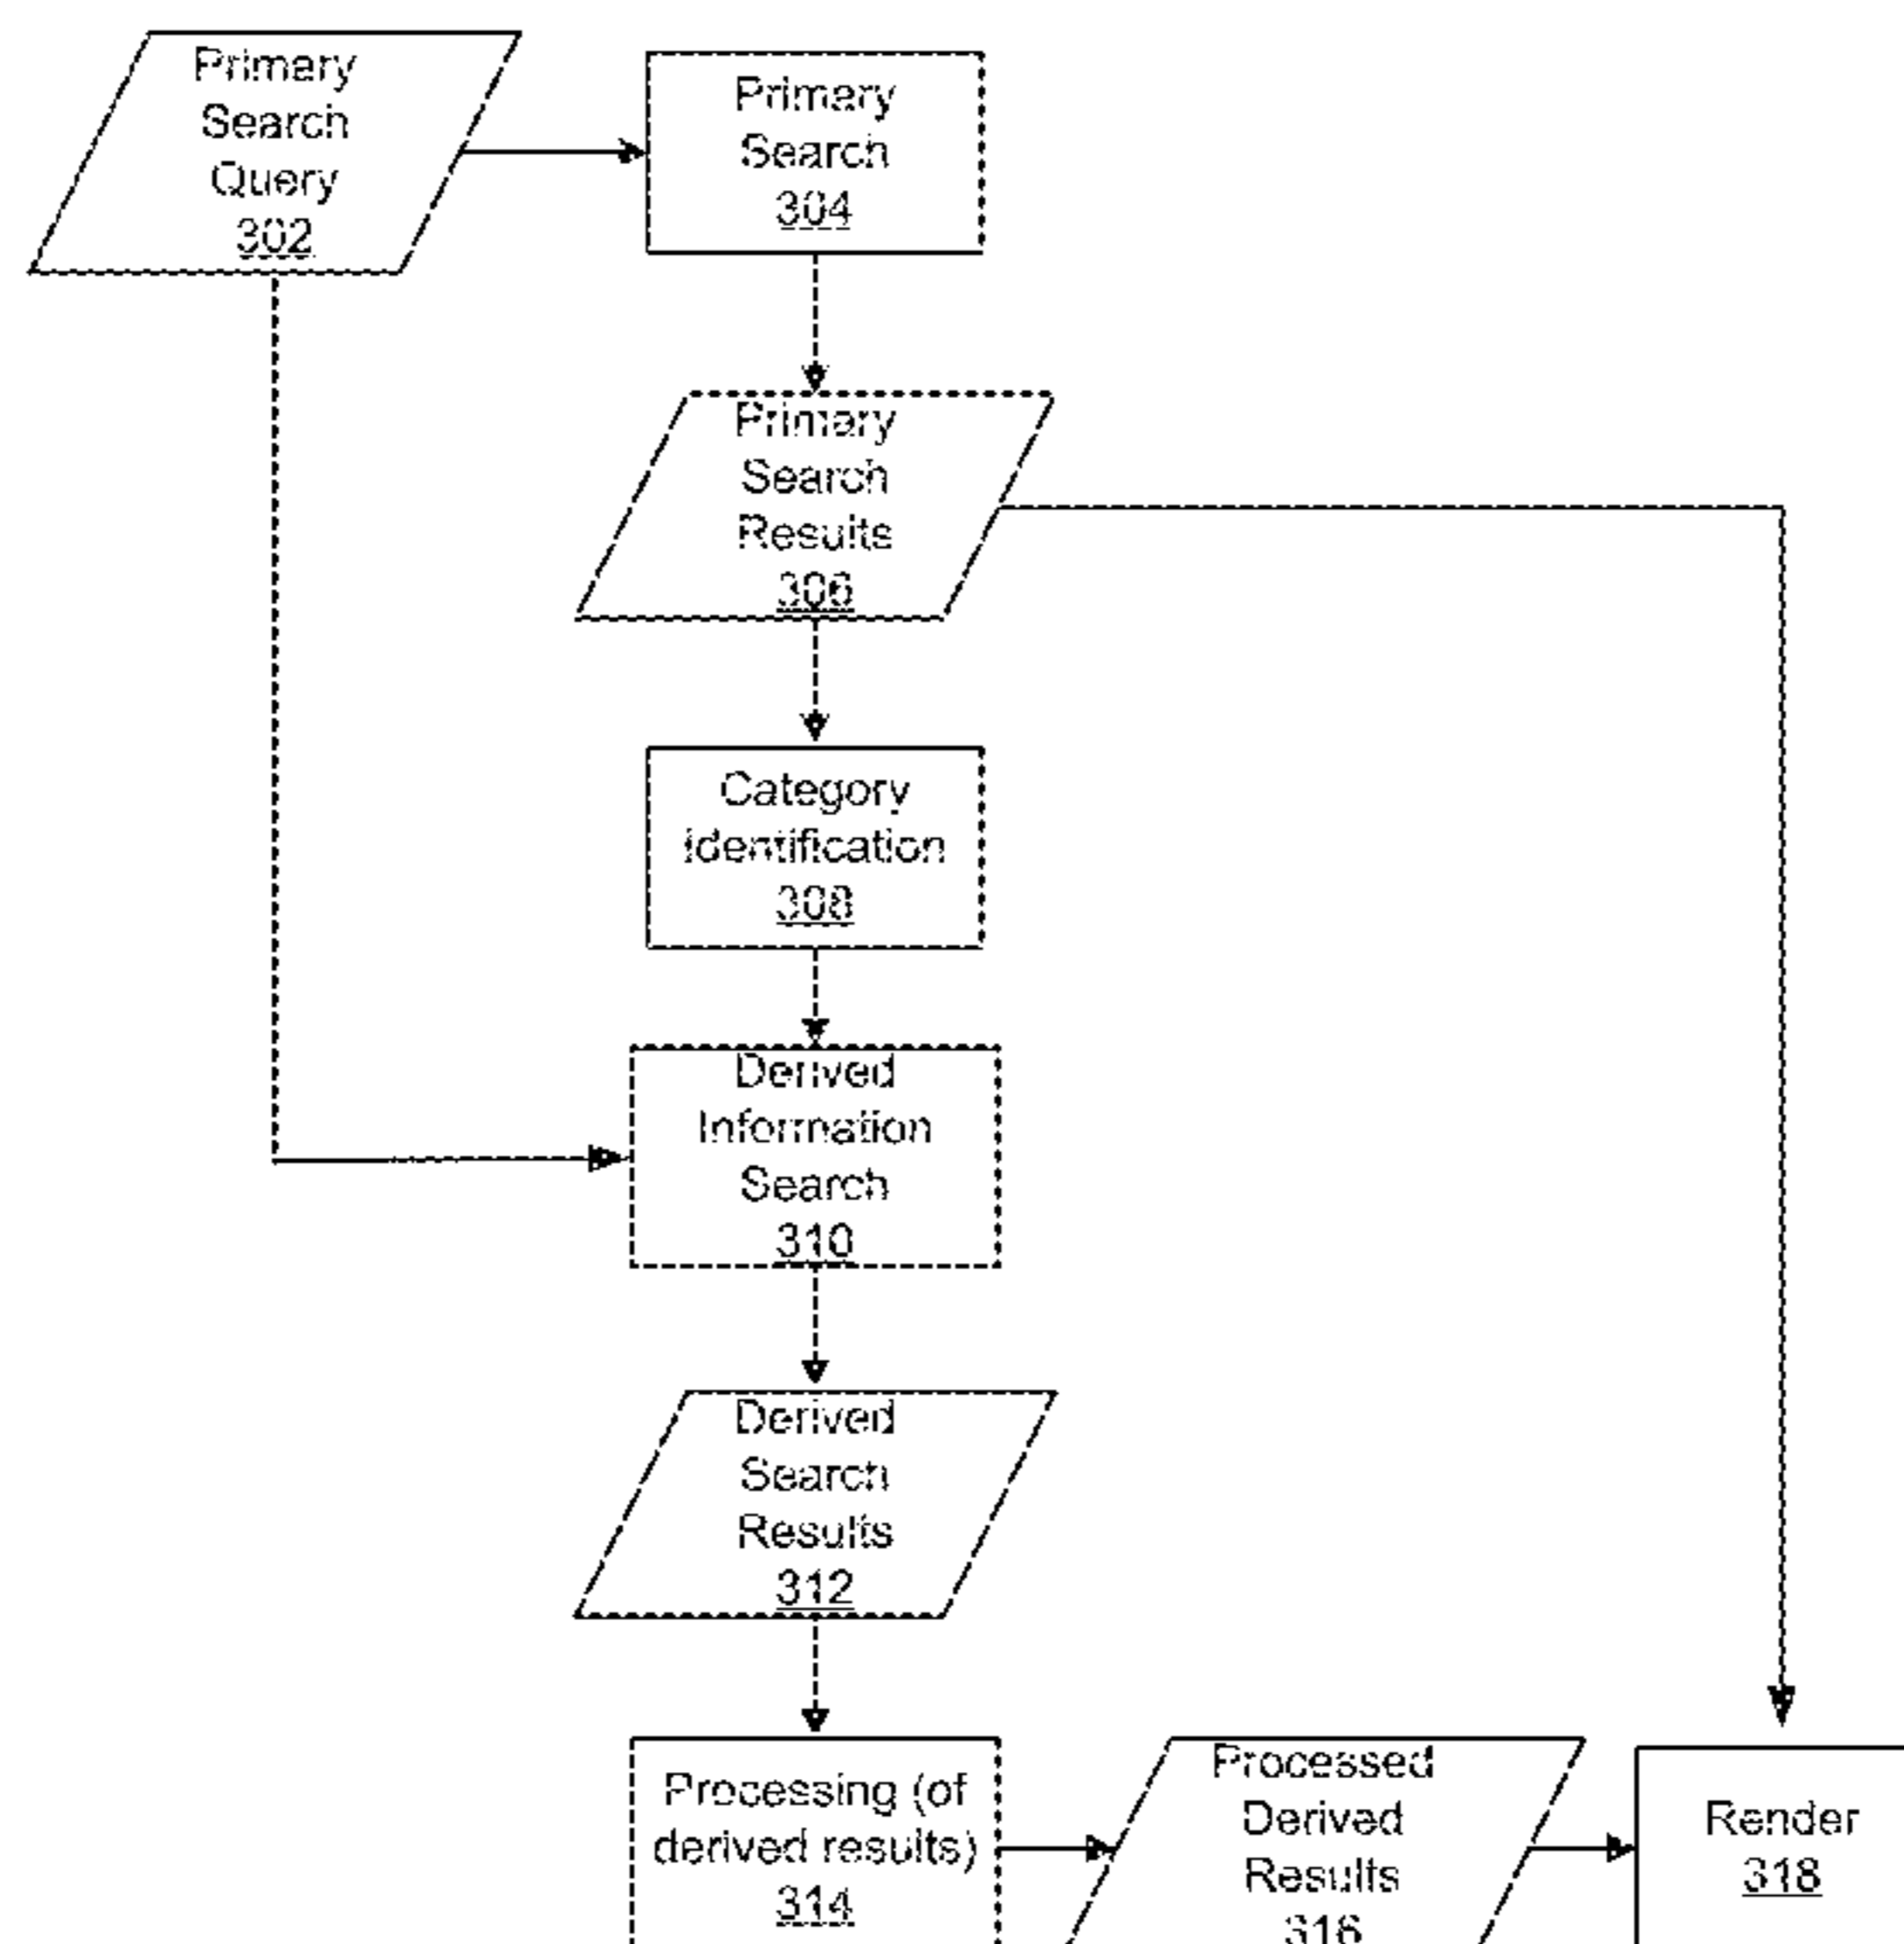 Primary
Search
Query
302
Primary
Search
304
Primary
Search
Results
306
Category
Identification
308
Derived
Information
Search
310
Derived
Search
Results
312
Processing (of
derived results)
314
Processed
Derived
Results
316
Render
318